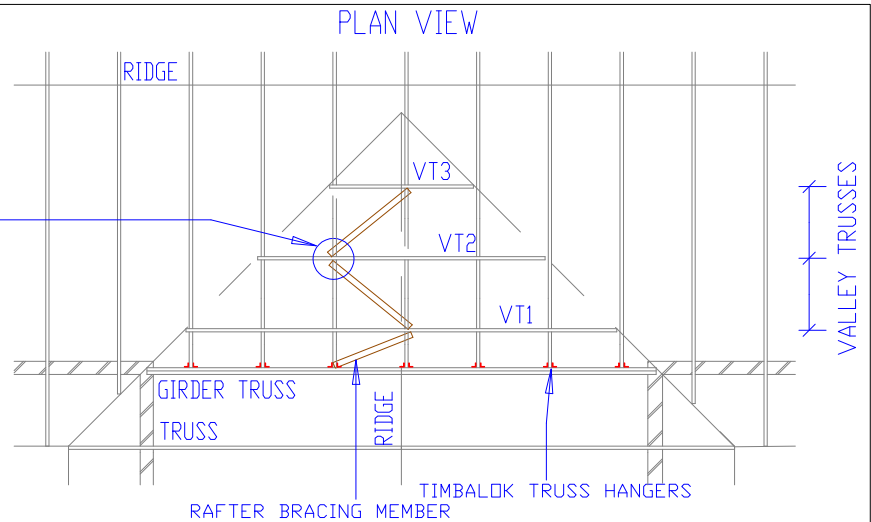 PLAN VIEW
RIDGE
VT3
VT2
VT1
VALLEY TRUSSES
GIRDER TRUSS
TRUSS
RIDGE
TIMBALOK TRUSS HANGERS
RAFTER BRACING MEMBER